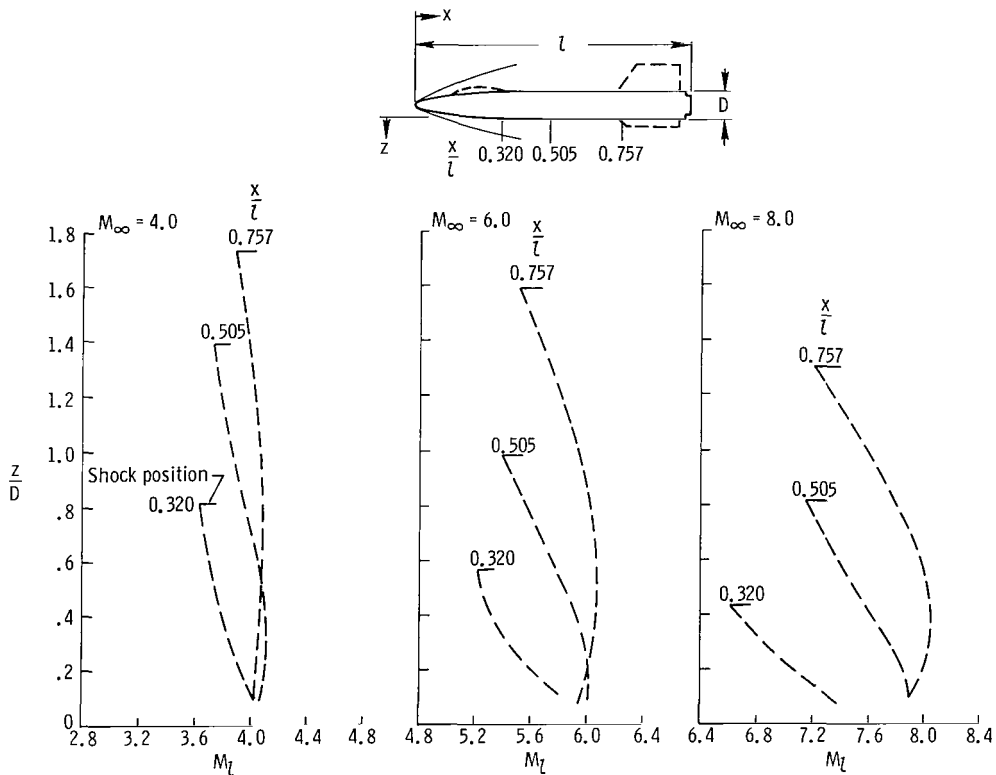 x
l
D
z
x/l 0.320 0.505 0.757
M∞ = 4.0
x/l
0.757
0.505
Shock position
0.320
z/D
1.8
1.6
1.4
1.2
1.0
.8
.6
.4
.2
0
2.8 3.2 3.6 4.0 4.4 4.8
M_l
M∞ = 6.0
x/l
0.757
0.505
0.320
4.8 5.2 5.6 6.0 6.4
M_l
M∞ = 8.0
x/l
0.757
0.505
0.320
6.4 6.8 7.2 7.6 8.0 8.4
M_l